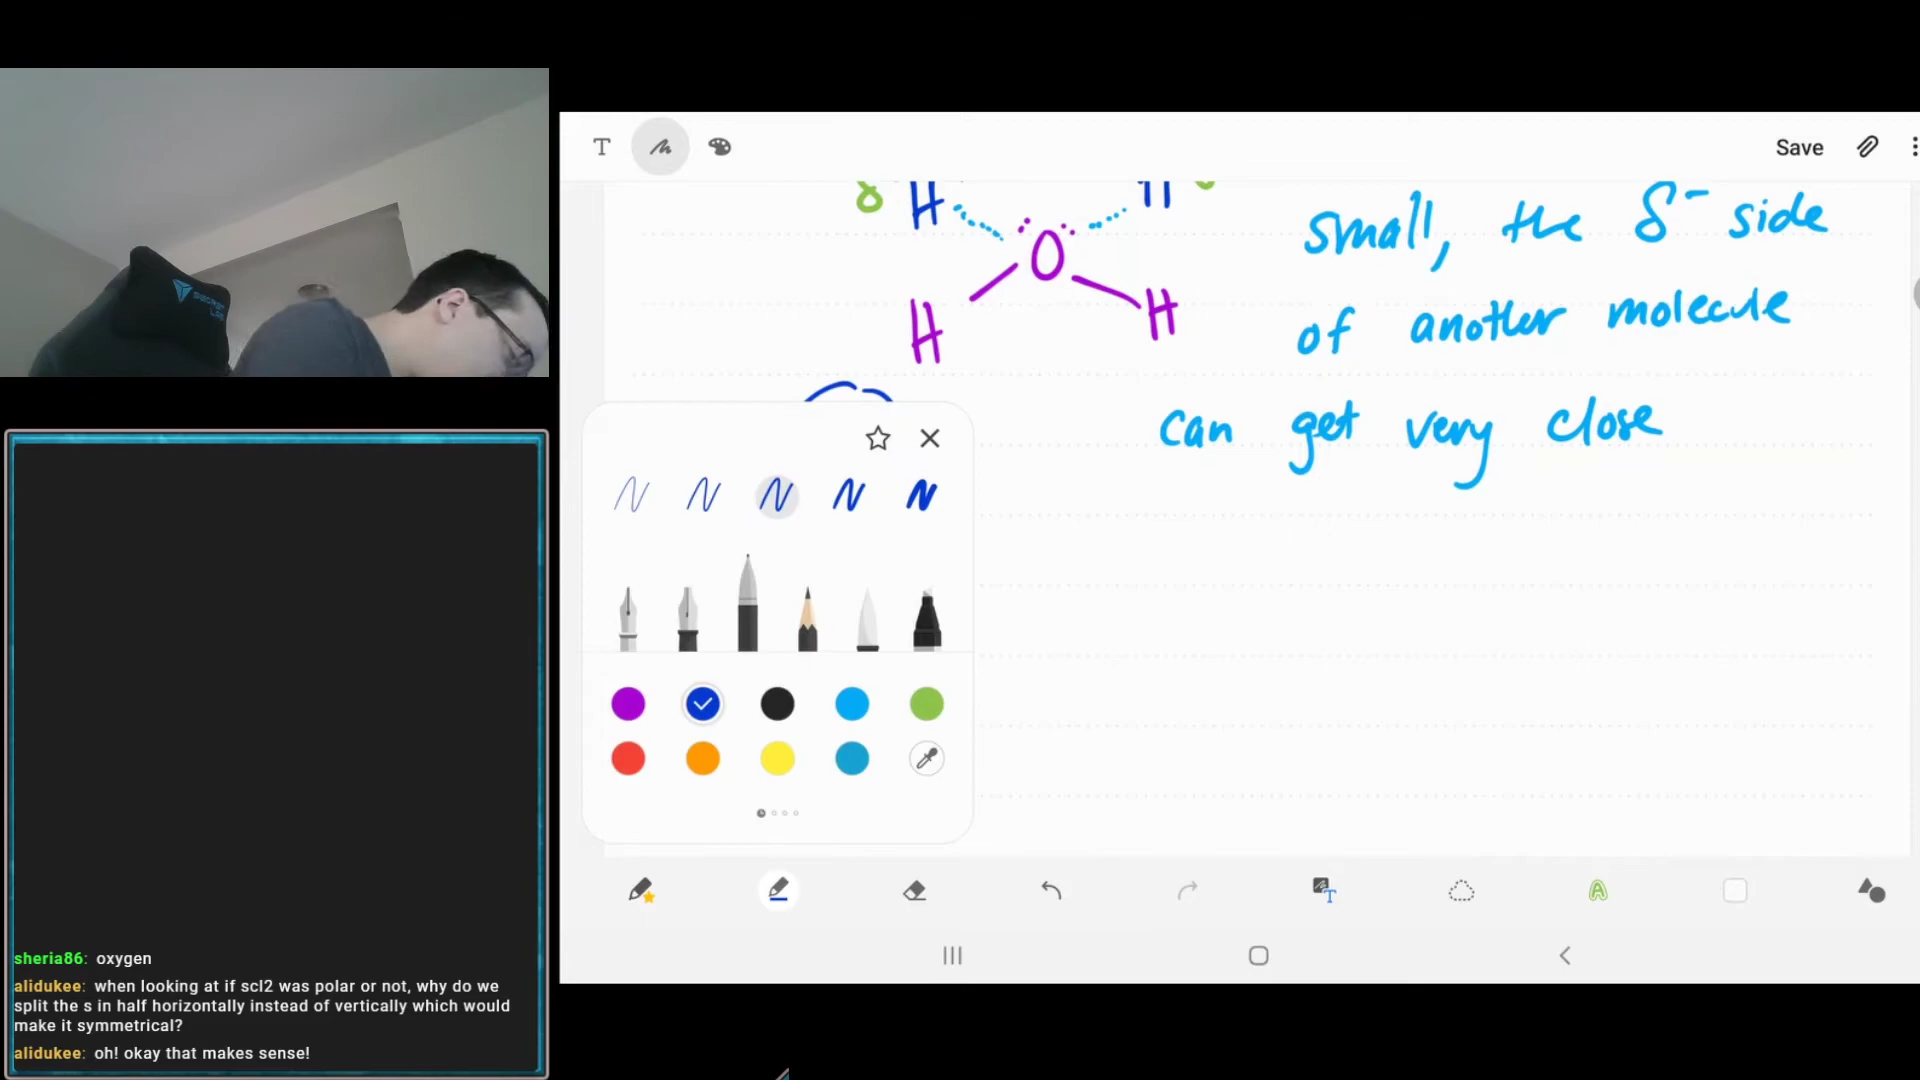 T
Save
δ H H
small, the δ⁻ side
O
H H
of another molecule
can get very close
A
T
sheria86: oxygen
alidukee: when looking at if scl2 was polar or not, why do we
split the s in half horizontally instead of vertically which would
make it symmetrical?
alidukee: oh! okay that makes sense!